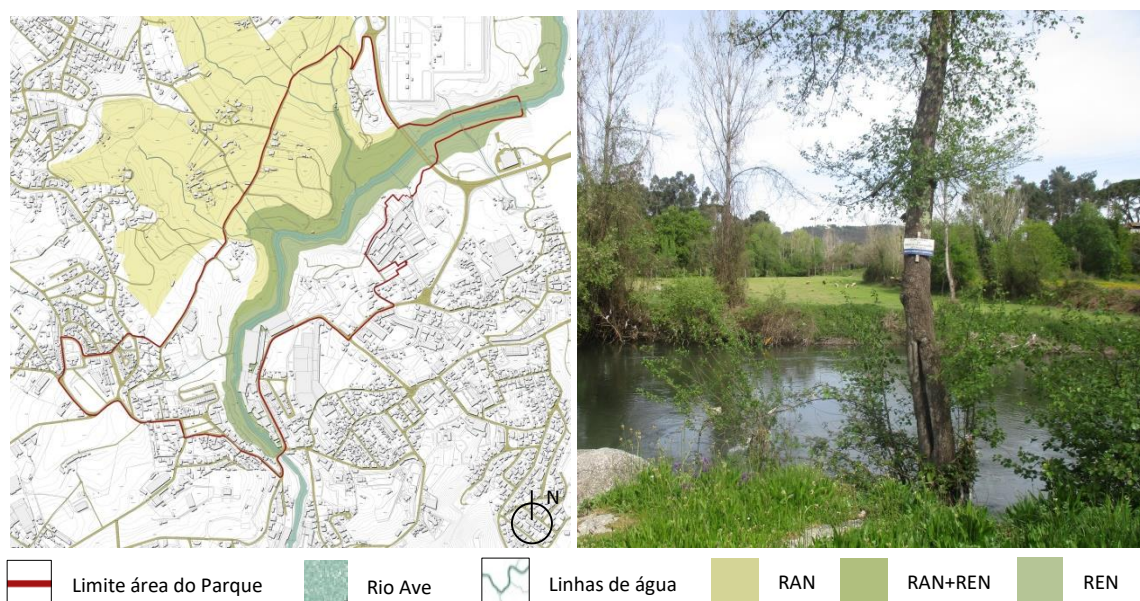 N
Limite área do Parque
Rio Ave
Linhas de água
RAN
RAN+REN
REN